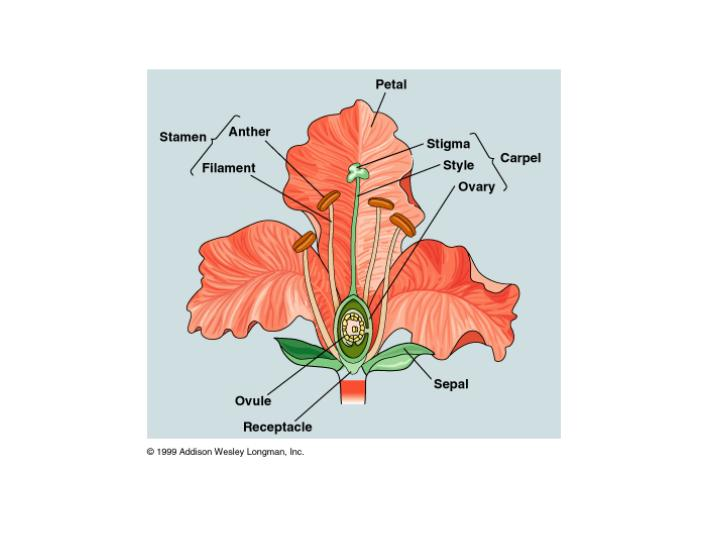 Petal
Stamen
Anther
Filament
Stigma
Style
Ovary
Carpel
Sepal
Ovule
Receptacle
© 1999 Addison Wesley Longman, Inc.